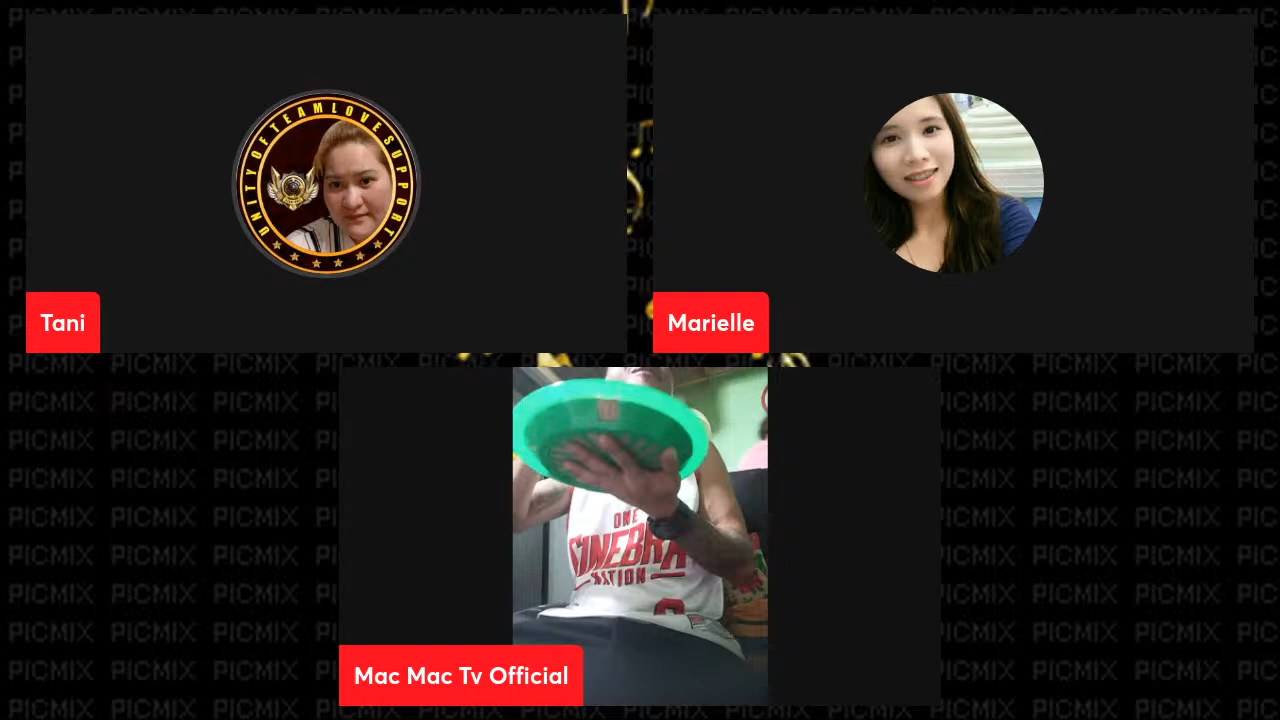 UNITY OF TEAM LOVE SUPPORT
Tani
Marielle
ONE
GINEBRA
NATION
Mac Mac Tv Official
PICMIX